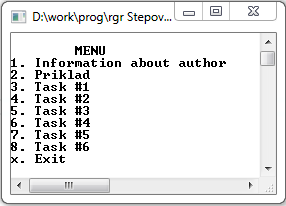 D:\work\prog\rgr Stepov...
MENU
1. Information about author
2. Priklad
3. Task #1
4. Task #2
5. Task #3
6. Task #4
7. Task #5
8. Task #6
x. Exit